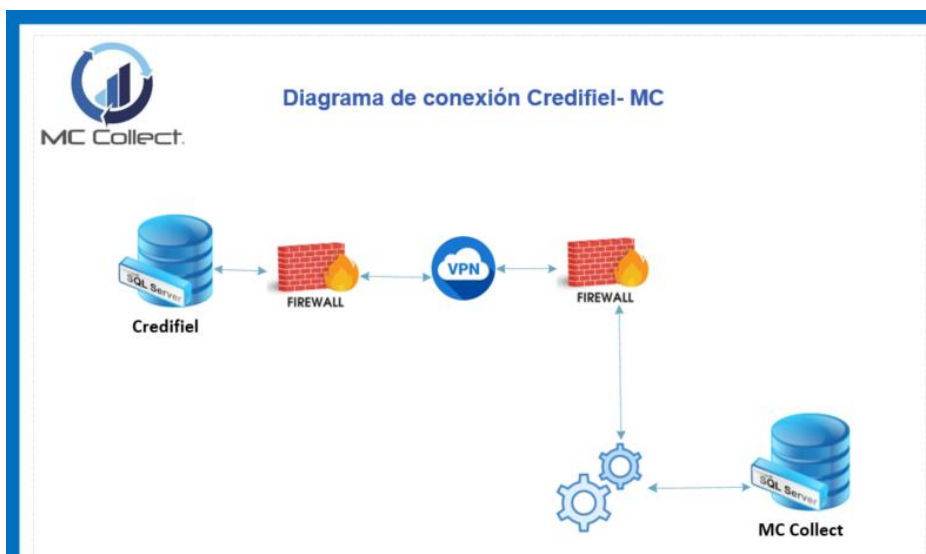 MC Collect.
Diagrama de conexión Credifiel- MC
SQL Server
Credifiel
FIREWALL
VPN
FIREWALL
SQL Server
MC Collect